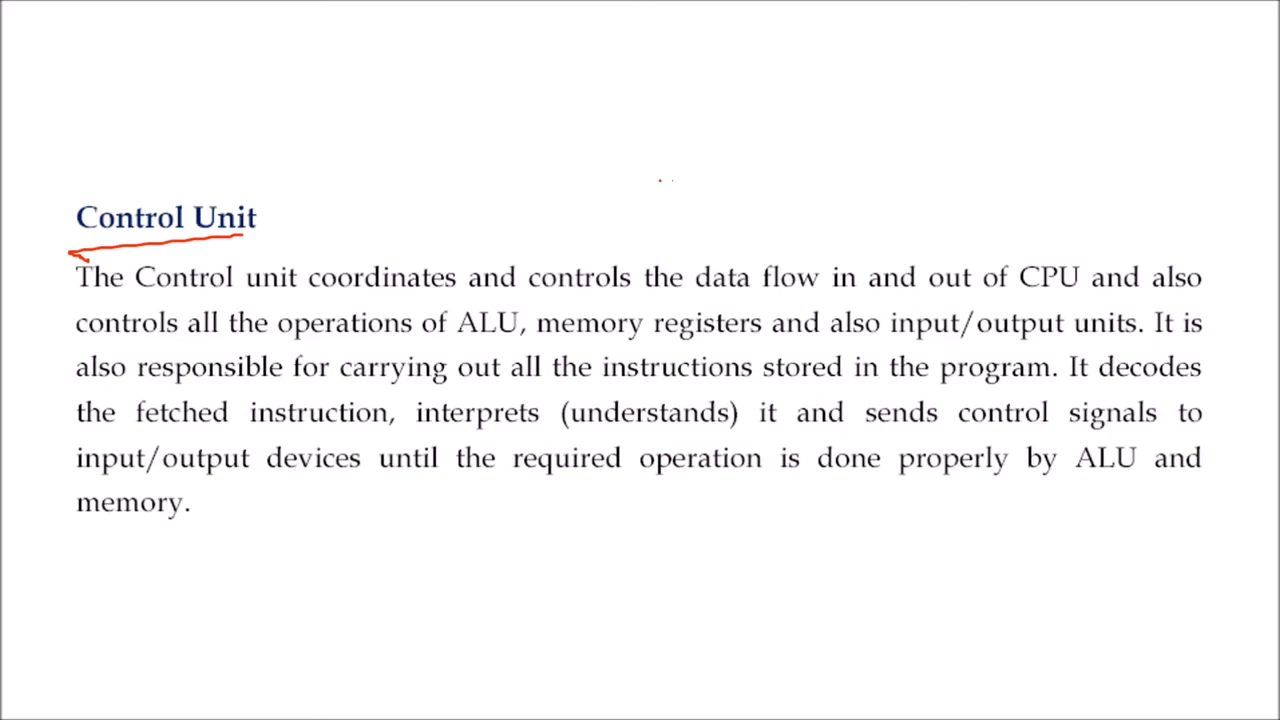 Control Unit
The Control unit coordinates and controls the data flow in and out of CPU and also
controls all the operations of ALU, memory registers and also input/output units. It is
also responsible for carrying out all the instructions stored in the program. It decodes
the fetched instruction, interprets (understands) it and sends control signals to
input/output devices until the required operation is done properly by ALU and
memory.